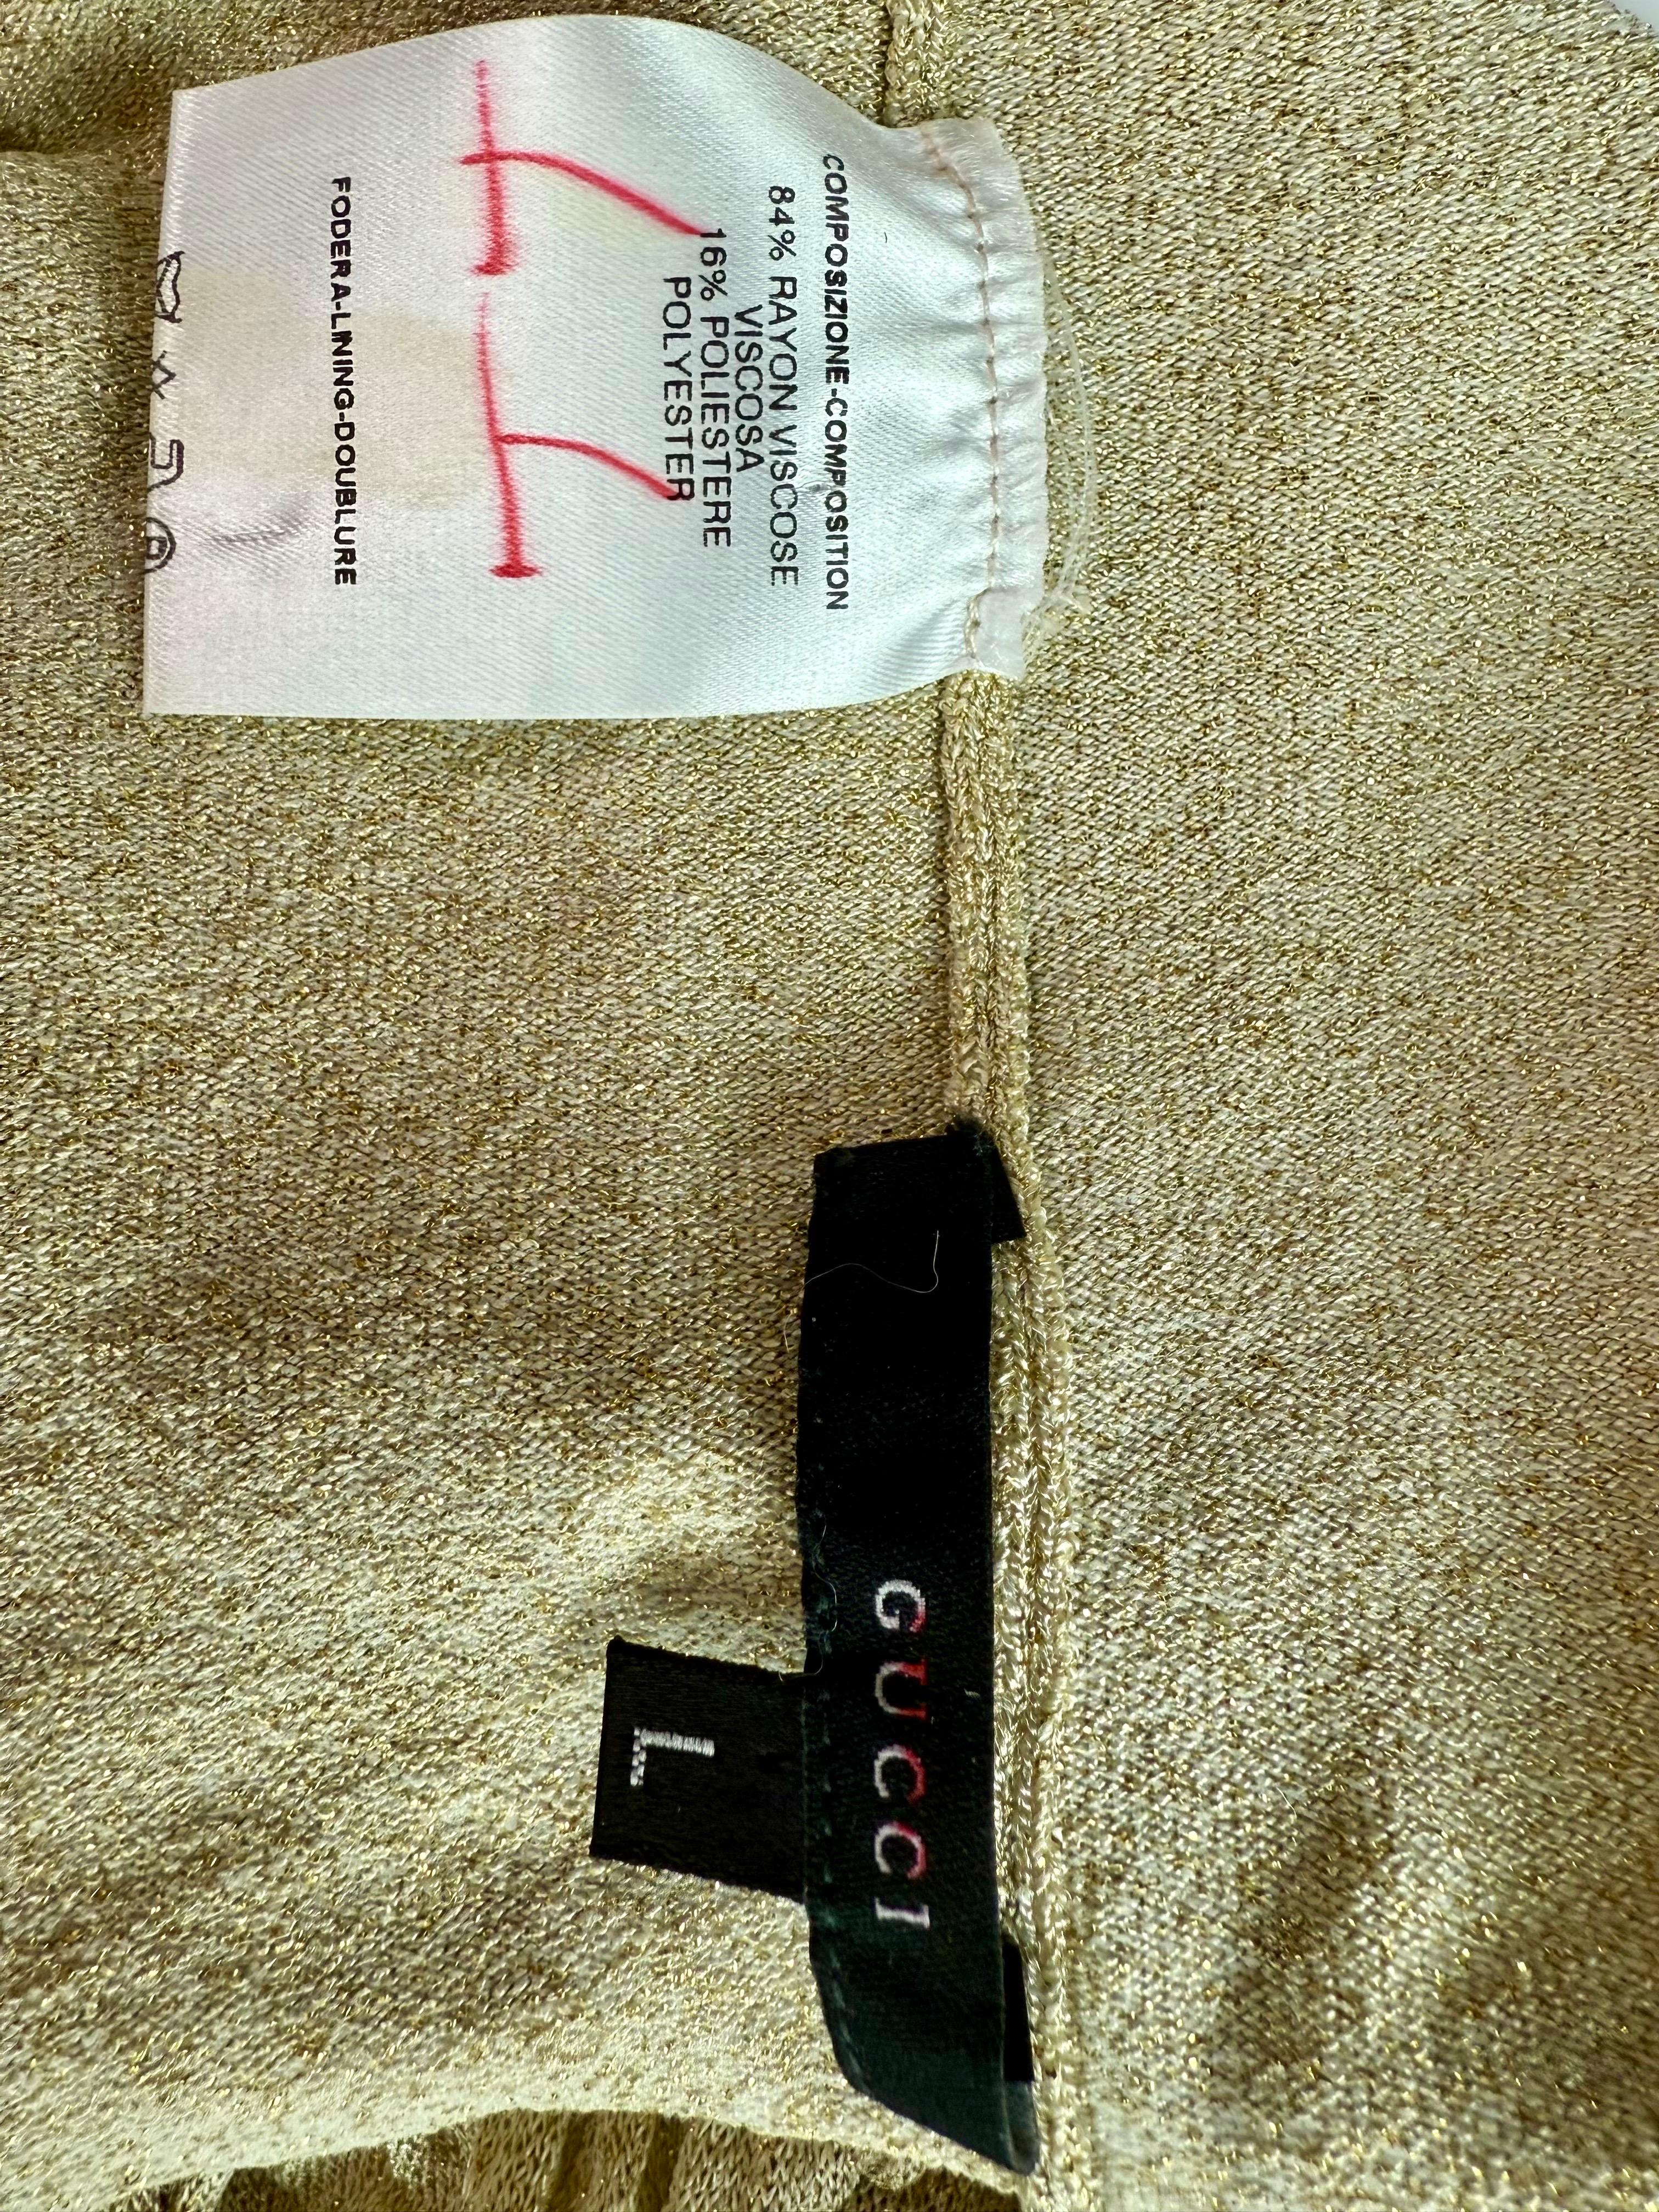 COMPOSIZIONE-COMPOSITION
84% RAYON VISCOSE
VISCOSA
16% POLIESTERE
POLYESTER
FODERA-LINING-DOUBLURE
GUCCI
L